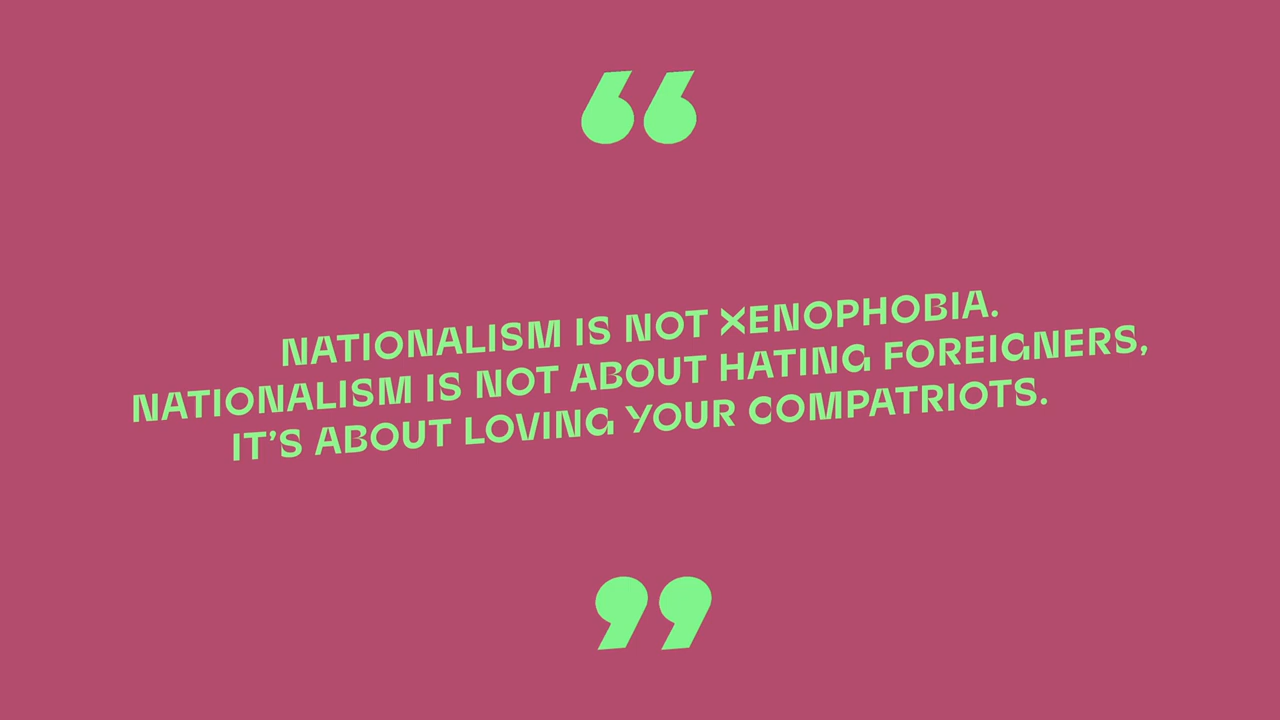 “
NATIONALISM IS NOT XENOPHOBIA.
NATIONALISM IS NOT ABOUT HATING FOREIGNERS,
IT’S ABOUT LOVING YOUR COMPATRIOTS.
”